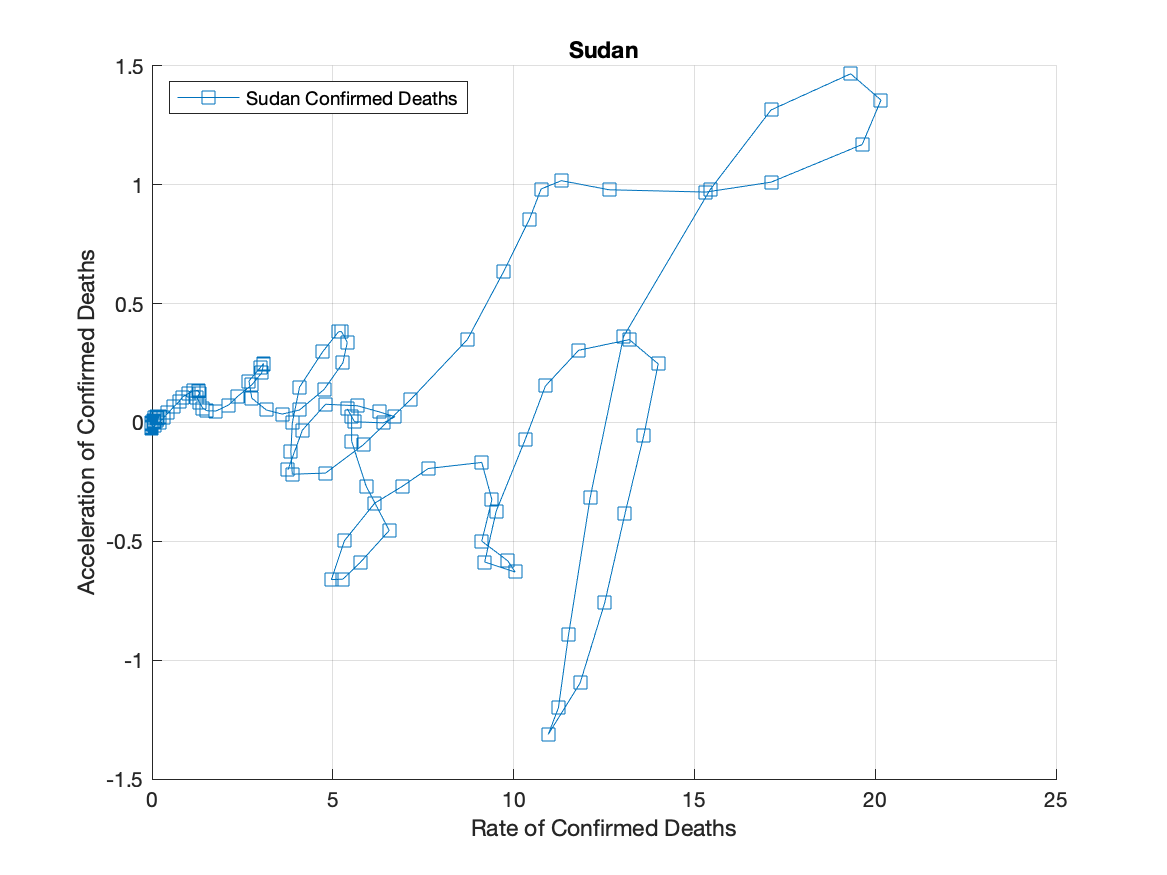 Sudan
Sudan Confirmed Deaths
1.5
1
0.5
0
-0.5
-1
-1.5
Acceleration of Confirmed Deaths
0 5 10 15 20 25
Rate of Confirmed Deaths